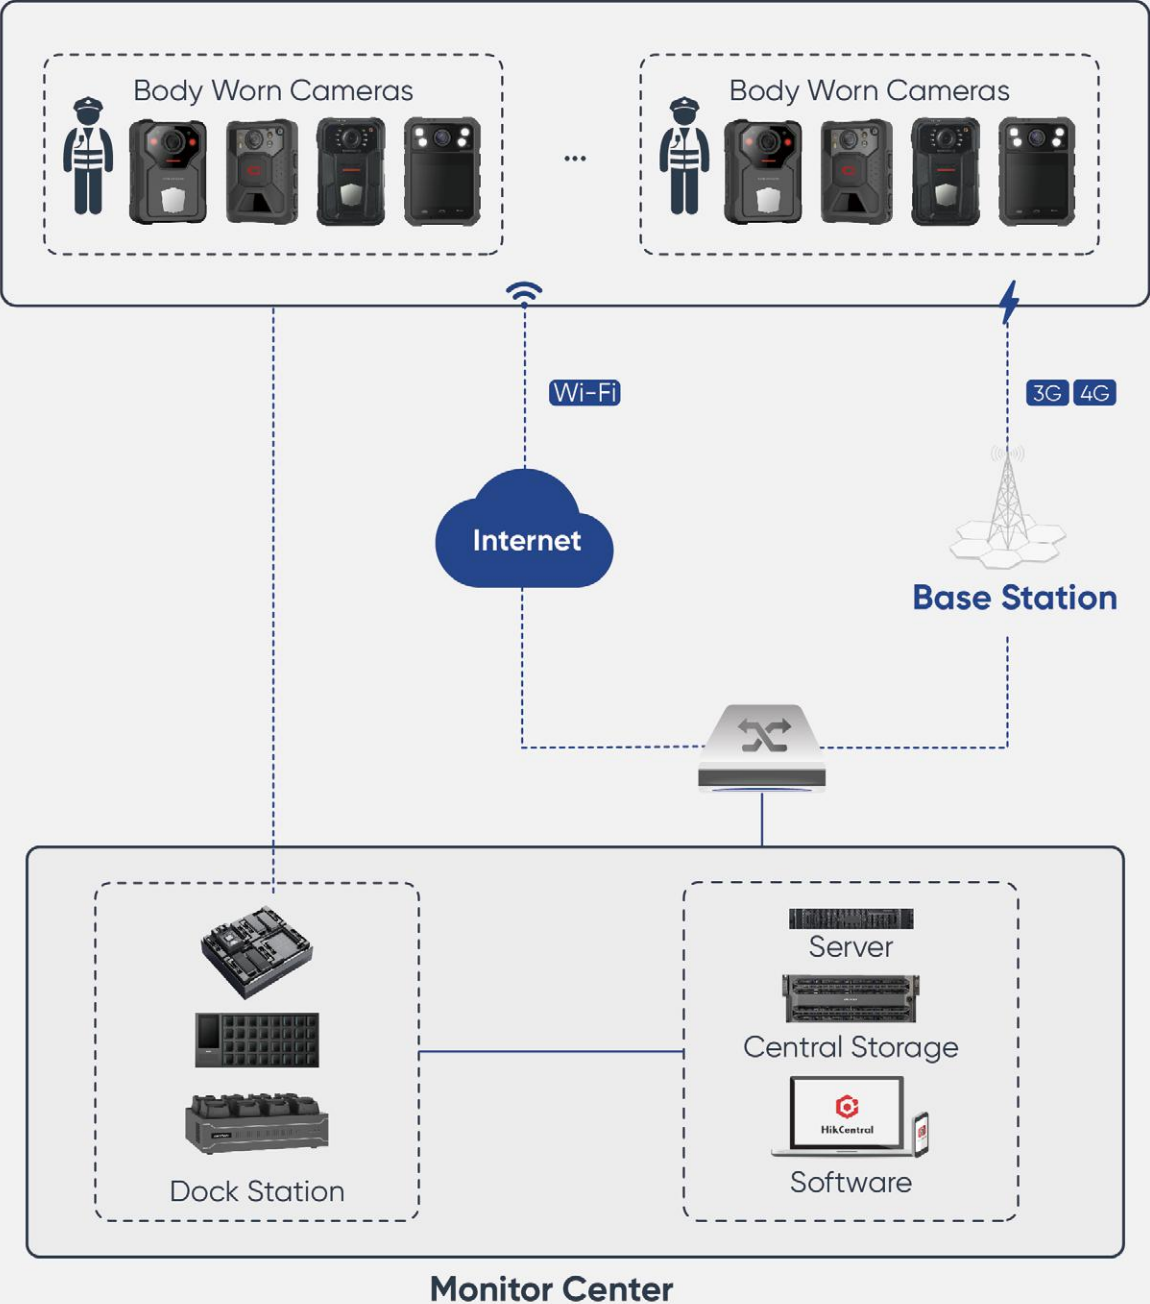 Body Worn Cameras
Body Worn Cameras
...
Wi-Fi
3G 4G
Internet
Base Station
Server
Central Storage
HikCentral
Software
Dock Station
Monitor Center